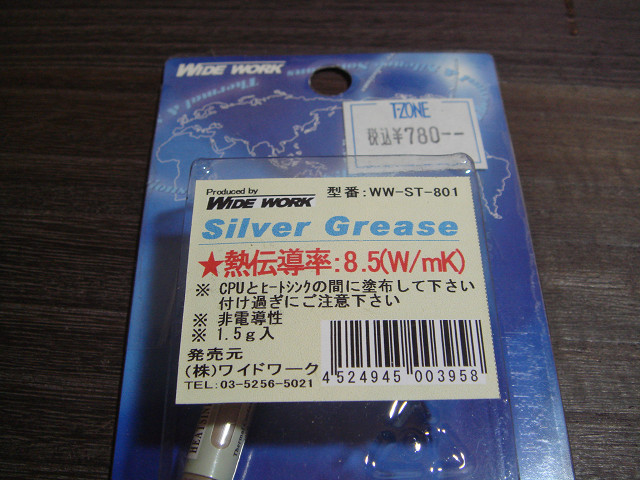 WIDE WORK
T-ZONE
税込¥780--
Produced by
WIDE WORK
型番:WW-ST-801
Silver Grease
★熱伝導率:8.5(W/mK)
※ CPUとﾋｰﾄｼﾝｸの間に塗布して下さい
付け過ぎにご注意下さい
※ 非電導性
※ 1.5g入
発売元
(株)ワイドワーク
TEL:03-5256-5021
4524945 003958